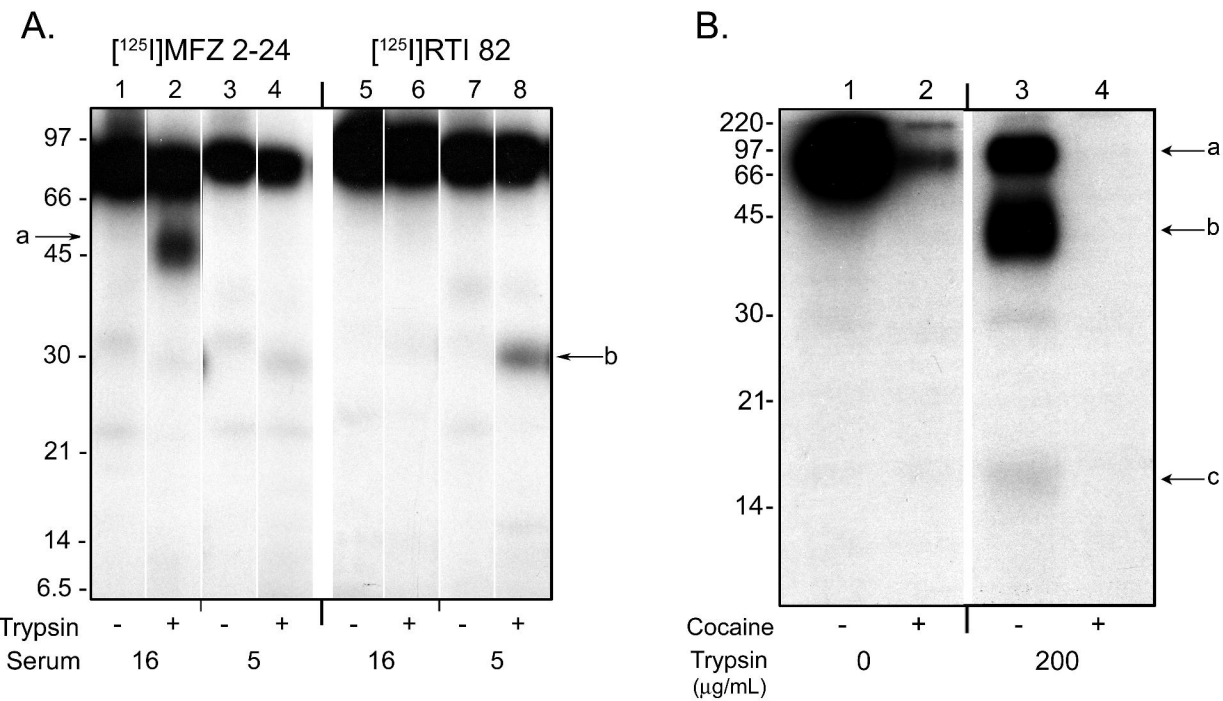 A.
[¹²⁵I]MFZ 2-24 [¹²⁵I]RTI 82
1 2 3 4 5 6 7 8
97 -
66 -
a
45 -
30 -
b
21 -
14 -
6.5 -
Trypsin - + - + - + - +
Serum 16 5 16 5
B.
1 2 3 4
220-
97-
a
66-
45-
b
30-
21-
c
14-
Cocaine - + - +
Trypsin 0 200
(μg/mL)